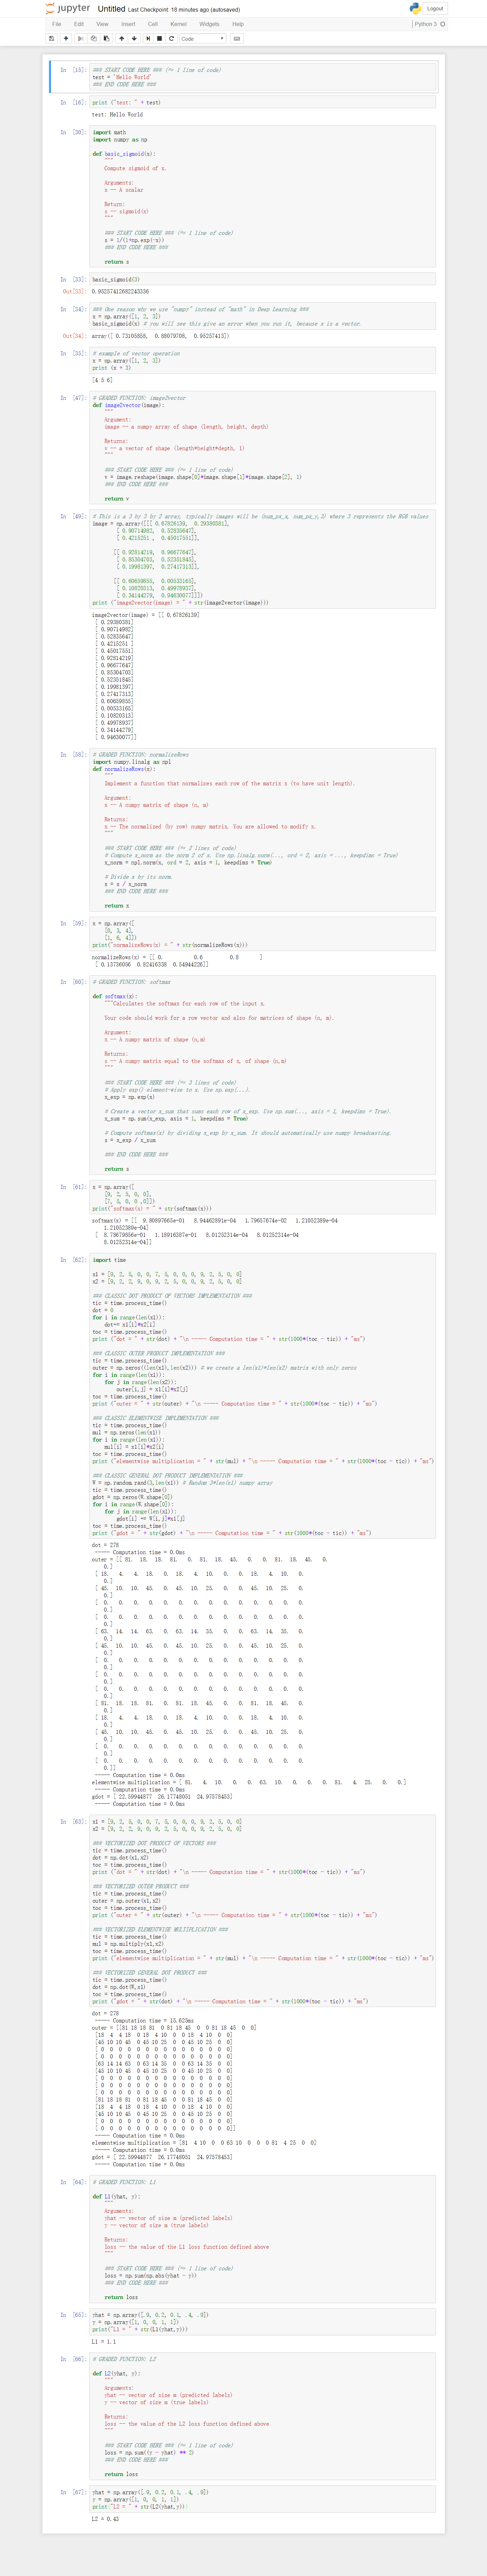 jupyter Untitled Last Checkpoint: 18 minutes ago (autosaved)
Logout
File Edit View Insert Cell Kernel Widgets Help
Python 3
Code
In [15]: ### START CODE HERE ### (≈ 1 line of code)
test = 'Hello World'
### END CODE HERE ###
In [16]: print ("test: " + test)
test: Hello World
In [30]: import math
import numpy as np
def basic_sigmoid(x):
"""
Compute sigmoid of x.
Arguments:
x -- A scalar
Return:
s -- sigmoid(x)
"""
### START CODE HERE ### (≈ 1 line of code)
s = 1/(1+np.exp(-x))
### END CODE HERE ###
return s
In [33]: basic_sigmoid(3)
Out[33]: 0.95257412682243336
In [34]: ### One reason why we use "numpy" instead of "math" in Deep Learning ###
x = np.array([1, 2, 3])
basic_sigmoid(x) # you will see this give an error when you run it, because x is a vector.
Out[34]: array([ 0.73105858, 0.88079708, 0.95257413])
In [35]: # example of vector operation
x = np.array([1, 2, 3])
print (x + 3)
[4 5 6]
In [47]: # GRADED FUNCTION: image2vector
def image2vector(image):
"""
Argument:
image -- a numpy array of shape (length, height, depth)
Returns:
v -- a vector of shape (length*height*depth, 1)
"""
### START CODE HERE ### (≈ 1 line of code)
v = image.reshape(image.shape[0]*image.shape[1]*image.shape[2], 1)
### END CODE HERE ###
return v
In [49]: # This is a 3 by 3 by 2 array, typically images will be (num_px_x, num_px_y,3) where 3 represents the RGB values
image = np.array([[[ 0.67826139, 0.29380381],
[ 0.90714982, 0.52835647],
[ 0.4215251 , 0.45017551]],
[[ 0.92814219, 0.96677647],
[ 0.85304703, 0.52351845],
[ 0.19981397, 0.27417313]],
[[ 0.60659855, 0.00533165],
[ 0.10820313, 0.49978937],
[ 0.34144279, 0.94630077]]])
print ("image2vector(image) = " + str(image2vector(image)))
image2vector(image) = [[ 0.67826139]
[ 0.29380381]
[ 0.90714982]
[ 0.52835647]
[ 0.4215251 ]
[ 0.45017551]
[ 0.92814219]
[ 0.96677647]
[ 0.85304703]
[ 0.52351845]
[ 0.19981397]
[ 0.27417313]
[ 0.60659855]
[ 0.00533165]
[ 0.10820313]
[ 0.49978937]
[ 0.34144279]
[ 0.94630077]]
In [58]: # GRADED FUNCTION: normalizeRows
import numpy.linalg as npl
def normalizeRows(x):
"""
Implement a function that normalizes each row of the matrix x (to have unit length).
Argument:
x -- A numpy matrix of shape (n, m)
Returns:
x -- The normalized (by row) numpy matrix. You are allowed to modify x.
"""
### START CODE HERE ### (≈ 2 lines of code)
# Compute x_norm as the norm 2 of x. Use np.linalg.norm(..., ord = 2, axis = ..., keepdims = True)
x_norm = npl.norm(x, ord = 2, axis = 1, keepdims = True)
# Divide x by its norm.
x = x / x_norm
### END CODE HERE ###
return x
In [59]: x = np.array([
[0, 3, 4],
[1, 6, 4]])
print("normalizeRows(x) = " + str(normalizeRows(x)))
normalizeRows(x) = [[ 0. 0.6 0.8 ]
[ 0.13736056 0.82416338 0.54944226]]
In [60]: # GRADED FUNCTION: softmax
def softmax(x):
"""Calculates the softmax for each row of the input x.
Your code should work for a row vector and also for matrices of shape (n, m).
Argument:
x -- A numpy matrix of shape (n,m)
Returns:
s -- A numpy matrix equal to the softmax of x, of shape (n,m)
"""
### START CODE HERE ### (≈ 3 lines of code)
# Apply exp() element-wise to x. Use np.exp(...).
x_exp = np.exp(x)
# Create a vector x_sum that sums each row of x_exp. Use np.sum(..., axis = 1, keepdims = True).
x_sum = np.sum(x_exp, axis = 1, keepdims = True)
# Compute softmax(x) by dividing x_exp by x_sum. It should automatically use numpy broadcasting.
s = x_exp / x_sum
### END CODE HERE ###
return s
In [61]: x = np.array([
[9, 2, 5, 0, 0],
[7, 5, 0, 0 ,0]])
print("softmax(x) = " + str(softmax(x)))
softmax(x) = [[ 9.80897665e-01 8.94462891e-04 1.79657674e-02 1.21052389e-04
1.21052389e-04]
[ 8.78679856e-01 1.18916387e-01 8.01252314e-04 8.01252314e-04
8.01252314e-04]]
In [62]: import time
x1 = [9, 2, 5, 0, 0, 7, 5, 0, 0, 0, 9, 2, 5, 0, 0]
x2 = [9, 2, 2, 9, 0, 9, 2, 5, 0, 0, 9, 2, 5, 0, 0]
### CLASSIC DOT PRODUCT OF VECTORS IMPLEMENTATION ###
tic = time.process_time()
dot = 0
for i in range(len(x1)):
dot+= x1[i]*x2[i]
toc = time.process_time()
print ("dot = " + str(dot) + "\n ----- Computation time = " + str(1000*(toc - tic)) + "ms")
### CLASSIC OUTER PRODUCT IMPLEMENTATION ###
tic = time.process_time()
outer = np.zeros((len(x1),len(x2))) # we create a len(x1)*len(x2) matrix with only zeros
for i in range(len(x1)):
for j in range(len(x2)):
outer[i,j] = x1[i]*x2[j]
toc = time.process_time()
print ("outer = " + str(outer) + "\n ----- Computation time = " + str(1000*(toc - tic)) + "ms")
### CLASSIC ELEMENTWISE IMPLEMENTATION ###
tic = time.process_time()
mul = np.zeros(len(x1))
for i in range(len(x1)):
mul[i] = x1[i]*x2[i]
toc = time.process_time()
print ("elementwise multiplication = " + str(mul) + "\n ----- Computation time = " + str(1000*(toc - tic)) + "ms")
### CLASSIC GENERAL DOT PRODUCT IMPLEMENTATION ###
W = np.random.rand(3,len(x1)) # Random 3*len(x1) numpy array
tic = time.process_time()
gdot = np.zeros(W.shape[0])
for i in range(W.shape[0]):
for j in range(len(x1)):
gdot[i] += W[i,j]*x1[j]
toc = time.process_time()
print ("gdot = " + str(gdot) + "\n ----- Computation time = " + str(1000*(toc - tic)) + "ms")
dot = 278
----- Computation time = 0.0ms
outer = [[ 81. 18. 18. 81. 0. 81. 18. 45. 0. 0. 81. 18. 45. 0.
0.]
[ 18. 4. 4. 18. 0. 18. 4. 10. 0. 0. 18. 4. 10. 0.
0.]
[ 45. 10. 10. 45. 0. 45. 10. 25. 0. 0. 45. 10. 25. 0.
0.]
[ 0. 0. 0. 0. 0. 0. 0. 0. 0. 0. 0. 0. 0. 0.
0.]
[ 0. 0. 0. 0. 0. 0. 0. 0. 0. 0. 0. 0. 0. 0.
0.]
[ 63. 14. 14. 63. 0. 63. 14. 35. 0. 0. 63. 14. 35. 0.
0.]
[ 45. 10. 10. 45. 0. 45. 10. 25. 0. 0. 45. 10. 25. 0.
0.]
[ 0. 0. 0. 0. 0. 0. 0. 0. 0. 0. 0. 0. 0. 0.
0.]
[ 0. 0. 0. 0. 0. 0. 0. 0. 0. 0. 0. 0. 0. 0.
0.]
[ 0. 0. 0. 0. 0. 0. 0. 0. 0. 0. 0. 0. 0. 0.
0.]
[ 81. 18. 18. 81. 0. 81. 18. 45. 0. 0. 81. 18. 45. 0.
0.]
[ 18. 4. 4. 18. 0. 18. 4. 10. 0. 0. 18. 4. 10. 0.
0.]
[ 45. 10. 10. 45. 0. 45. 10. 25. 0. 0. 45. 10. 25. 0.
0.]
[ 0. 0. 0. 0. 0. 0. 0. 0. 0. 0. 0. 0. 0. 0.
0.]
[ 0. 0. 0. 0. 0. 0. 0. 0. 0. 0. 0. 0. 0. 0.
0.]]
----- Computation time = 0.0ms
elementwise multiplication = [ 81. 4. 10. 0. 0. 63. 10. 0. 0. 0. 81. 4. 25. 0. 0.]
----- Computation time = 0.0ms
gdot = [ 22.59944877 26.17748051 24.97578453]
----- Computation time = 0.0ms
In [63]: x1 = [9, 2, 5, 0, 0, 7, 5, 0, 0, 0, 9, 2, 5, 0, 0]
x2 = [9, 2, 2, 9, 0, 9, 2, 5, 0, 0, 9, 2, 5, 0, 0]
### VECTORIZED DOT PRODUCT OF VECTORS ###
tic = time.process_time()
dot = np.dot(x1,x2)
toc = time.process_time()
print ("dot = " + str(dot) + "\n ----- Computation time = " + str(1000*(toc - tic)) + "ms")
### VECTORIZED OUTER PRODUCT ###
tic = time.process_time()
outer = np.outer(x1,x2)
toc = time.process_time()
print ("outer = " + str(outer) + "\n ----- Computation time = " + str(1000*(toc - tic)) + "ms")
### VECTORIZED ELEMENTWISE MULTIPLICATION ###
tic = time.process_time()
mul = np.multiply(x1,x2)
toc = time.process_time()
print ("elementwise multiplication = " + str(mul) + "\n ----- Computation time = " + str(1000*(toc - tic)) + "ms")
### VECTORIZED GENERAL DOT PRODUCT ###
tic = time.process_time()
dot = np.dot(W,x1)
toc = time.process_time()
print ("gdot = " + str(dot) + "\n ----- Computation time = " + str(1000*(toc - tic)) + "ms")
dot = 278
----- Computation time = 15.625ms
outer = [[81 18 18 81 0 81 18 45 0 0 81 18 45 0 0]
[18 4 4 18 0 18 4 10 0 0 18 4 10 0 0]
[45 10 10 45 0 45 10 25 0 0 45 10 25 0 0]
[ 0 0 0 0 0 0 0 0 0 0 0 0 0 0 0]
[ 0 0 0 0 0 0 0 0 0 0 0 0 0 0 0]
[63 14 14 63 0 63 14 35 0 0 63 14 35 0 0]
[45 10 10 45 0 45 10 25 0 0 45 10 25 0 0]
[ 0 0 0 0 0 0 0 0 0 0 0 0 0 0 0]
[ 0 0 0 0 0 0 0 0 0 0 0 0 0 0 0]
[ 0 0 0 0 0 0 0 0 0 0 0 0 0 0 0]
[81 18 18 81 0 81 18 45 0 0 81 18 45 0 0]
[18 4 4 18 0 18 4 10 0 0 18 4 10 0 0]
[45 10 10 45 0 45 10 25 0 0 45 10 25 0 0]
[ 0 0 0 0 0 0 0 0 0 0 0 0 0 0 0]
[ 0 0 0 0 0 0 0 0 0 0 0 0 0 0 0]]
----- Computation time = 0.0ms
elementwise multiplication = [81 4 10 0 0 63 10 0 0 0 81 4 25 0 0]
----- Computation time = 0.0ms
gdot = [ 22.59944877 26.17748051 24.97578453]
----- Computation time = 0.0ms
In [64]: # GRADED FUNCTION: L1
def L1(yhat, y):
"""
Arguments:
yhat -- vector of size m (predicted labels)
y -- vector of size m (true labels)
Returns:
loss -- the value of the L1 loss function defined above
"""
### START CODE HERE ### (≈ 1 line of code)
loss = np.sum(np.abs(yhat - y))
### END CODE HERE ###
return loss
In [65]: yhat = np.array([.9, 0.2, 0.1, .4, .9])
y = np.array([1, 0, 0, 1, 1])
print("L1 = " + str(L1(yhat,y)))
L1 = 1.1
In [66]: # GRADED FUNCTION: L2
def L2(yhat, y):
"""
Arguments:
yhat -- vector of size m (predicted labels)
y -- vector of size m (true labels)
Returns:
loss -- the value of the L2 loss function defined above
"""
### START CODE HERE ### (≈ 1 line of code)
loss = np.sum((y - yhat) ** 2)
### END CODE HERE ###
return loss
In [67]: yhat = np.array([.9, 0.2, 0.1, .4, .9])
y = np.array([1, 0, 0, 1, 1])
print("L2 = " + str(L2(yhat,y)))
L2 = 0.43